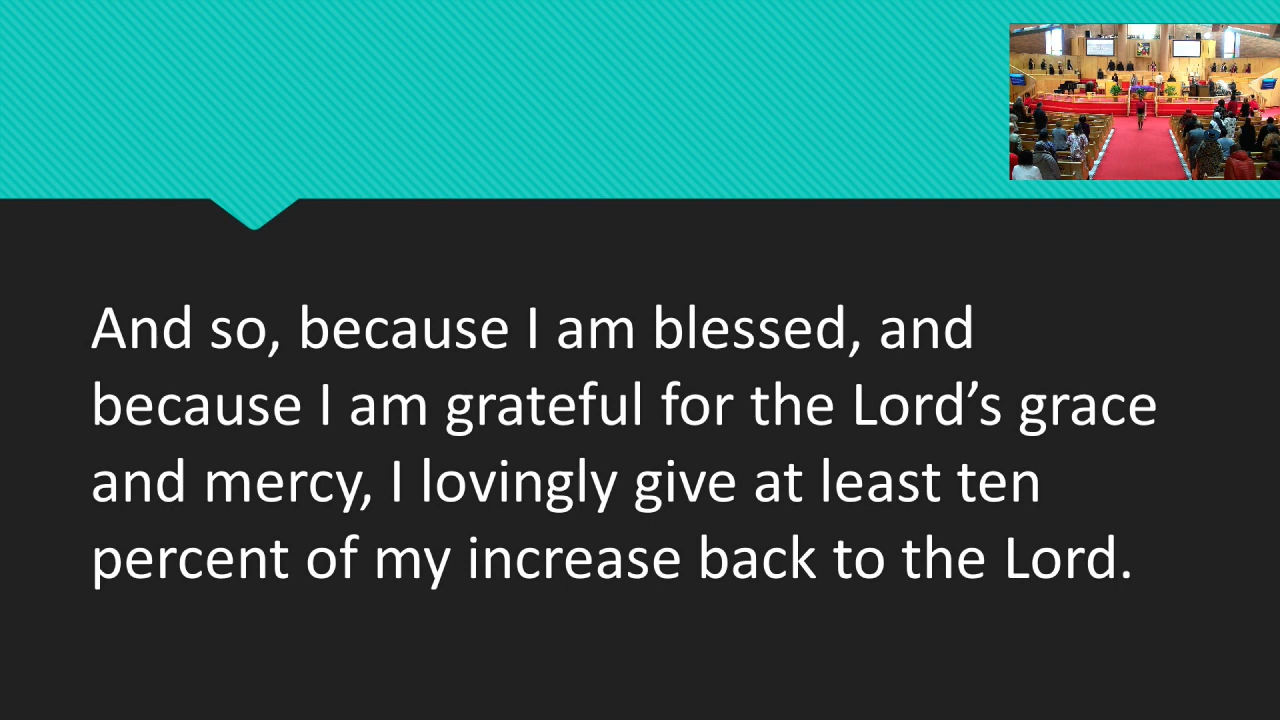 And so, because I am blessed, and
because I am grateful for the Lord’s grace
and mercy, I lovingly give at least ten
percent of my increase back to the Lord.